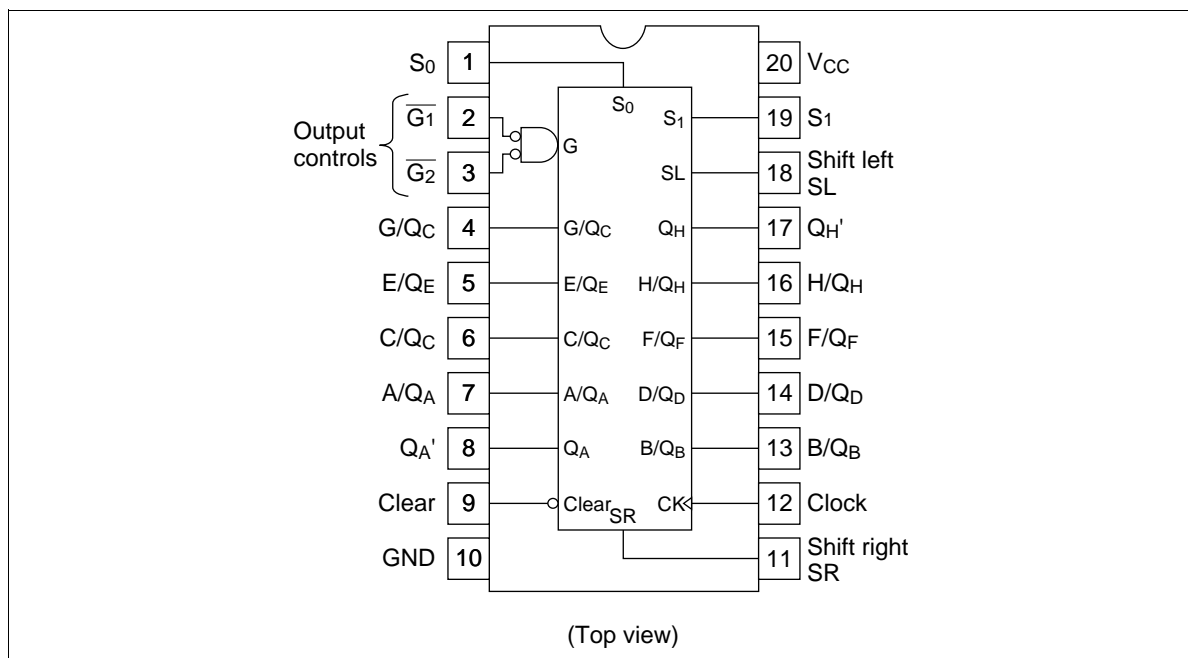 S0 1
Output controls
G1 2
G2 3
G/QC 4
E/QE 5
C/QC 6
A/QA 7
QA' 8
Clear 9
GND 10
S0
G
G/QC
E/QE
C/QC
A/QA
QA
Clear
SR
S1
SL
QH
H/QH
F/QF
D/QD
B/QB
CK
20 VCC
19 S1
18 Shift left SL
17 QH'
16 H/QH
15 F/QF
14 D/QD
13 B/QB
12 Clock
11 Shift right SR
(Top view)